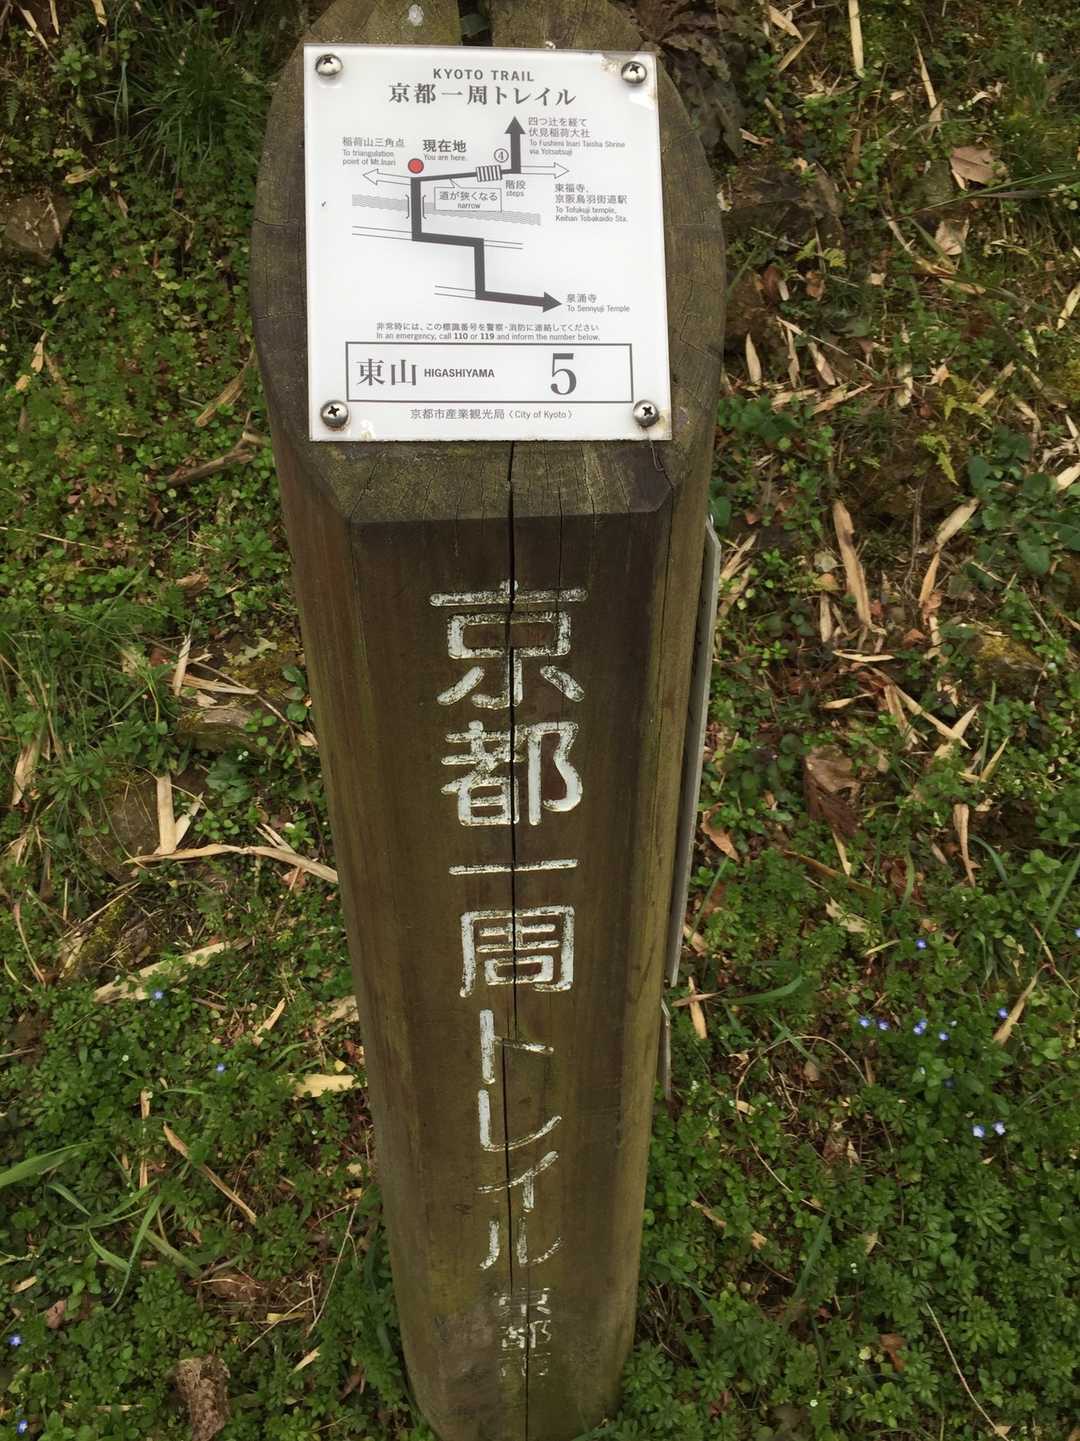 KYOTO TRAIL
京都一周トレイル
四つ辻を経て
伏見稲荷大社
To Fushimi Inari Taisha Shrine
via Yotsatsuji
稲荷山三角点
To triangulation
point of Mt.Inari
現在地
You are here.
④
階段
steps
道が狭くなる
narrow
東福寺、
京阪鳥羽街道駅
To Tofukuji temple,
Keihan Tobakaido Sta.
泉涌寺
To Sennyuji Temple
非常時には、この標識番号を警察・消防に連絡してください
In an emergency, call 110 or 119 and inform the number below.
東山 HIGASHIYAMA 5
京都市産業観光局〈City of Kyoto〉
京都一周トレイル
京都市